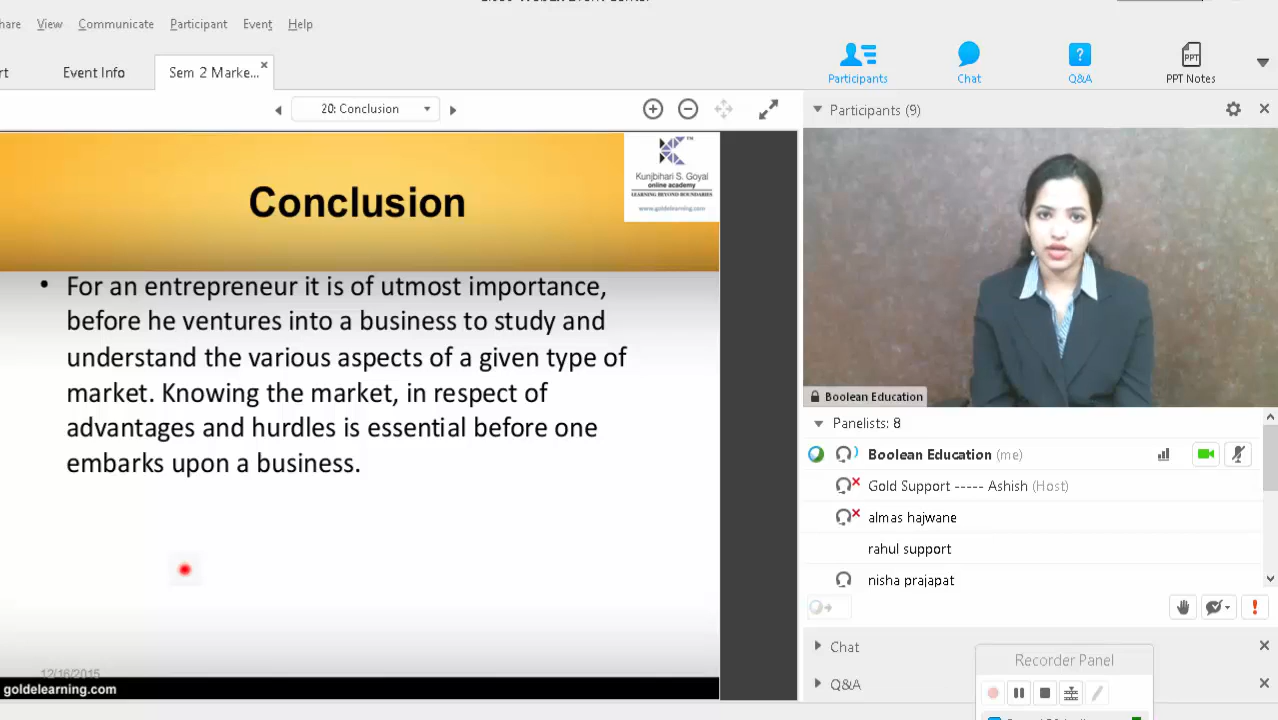 View Communicate Participant Event Help
Event Info
Sem 2 Marke...
Participants
Chat
Q&A
PPT Notes
20: Conclusion
Participants (9)
™
Kunjbihari S. Goyal
online academy
LEARNING BEYOND BOUNDARIES
www.goldelearning.com
Conclusion
• For an entrepreneur it is of utmost importance,
before he ventures into a business to study and
understand the various aspects of a given type of
market. Knowing the market, in respect of
advantages and hurdles is essential before one
embarks upon a business.
12/16/2015
goldelearning.com
Boolean Education
Panelists: 8
Boolean Education (me)
Gold Support ----- Ashish (Host)
almas hajwane
rahul support
nisha prajapat
Chat
Q&A
Recorder Panel